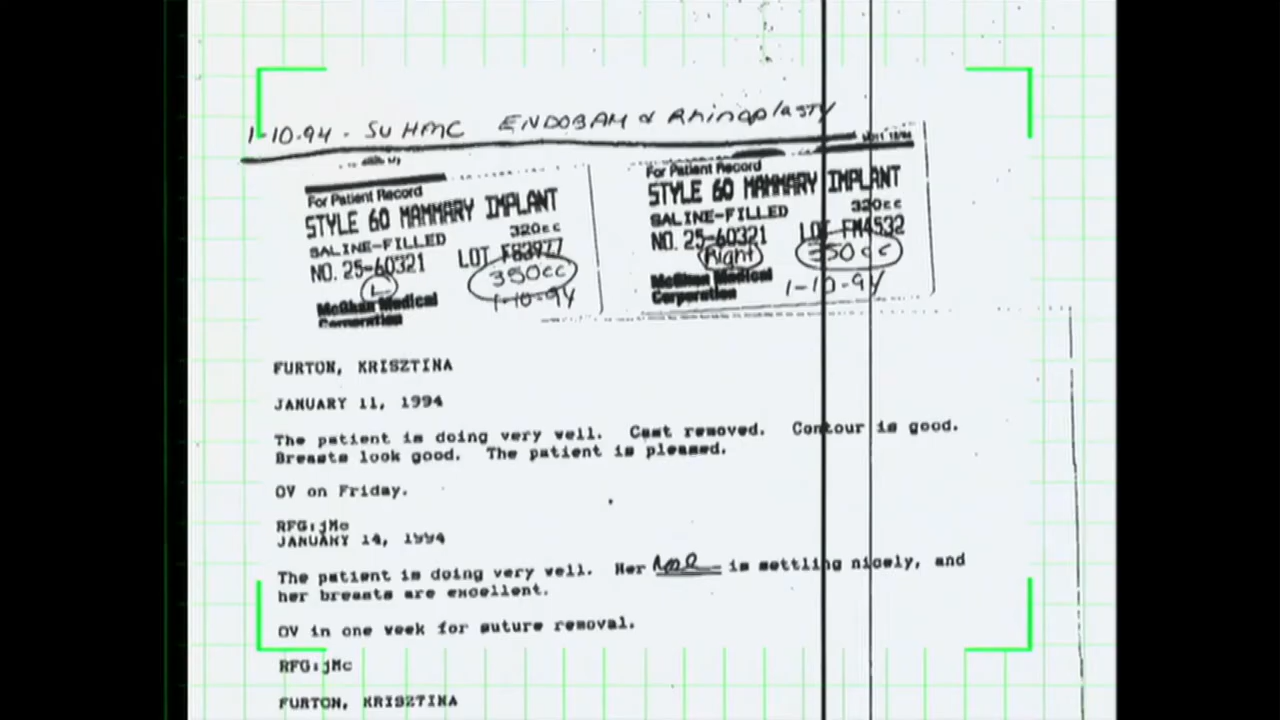 1-10-94 - SUHMC ENDOBAM & Rhinoplasty
For Patient Record
STYLE 60 MAMMARY IMPLANT
320cc
SALINE-FILLED
LOT FB3977
NO. 25-60321
350cc
L
1-10-94
McGhan Medical
Corporation
For Patient Record
STYLE 60 MAMMARY IMPLANT
320cc
SALINE-FILLED
LOT FM4532
NO. 25-60321
Right
350cc
McGhan Medical
1-10-94
Corporation
FURTON, KRISZTINA
JANUARY 11, 1994
The patient is doing very well. Cast removed. Contour is good.
Breasts look good. The patient is pleased.
OV on Friday.
RFG:jMc
JANUARY 14, 1994
The patient is doing very well. Her nose is settling nicely, and
her breasts are excellent.
OV in one week for suture removal.
RFG:jMc
FURTON, KRISZTINA